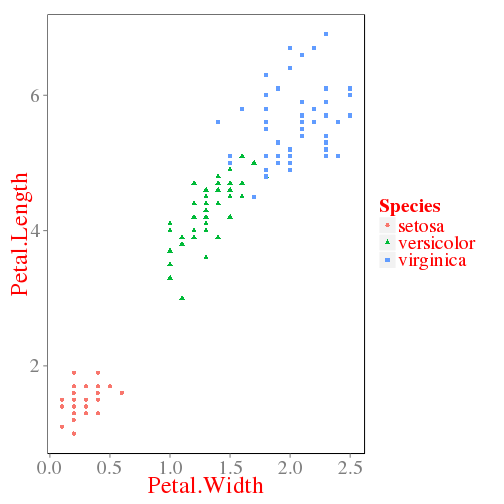 Petal.Length
6
4
2
0.0 0.5 1.0 1.5 2.0 2.5
Petal.Width
Species
setosa
versicolor
virginica